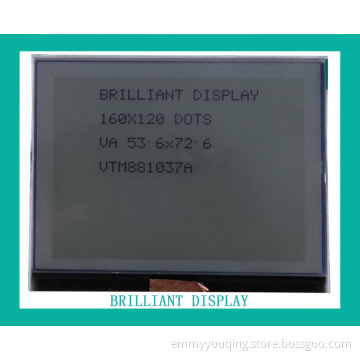 BRILLIANT DISPLAY
160X120 DOTS
VA 53·6x72·6
VTM881037A
BRILLIANT DISPLAY
emmyyouqing.store.bossgoo.com